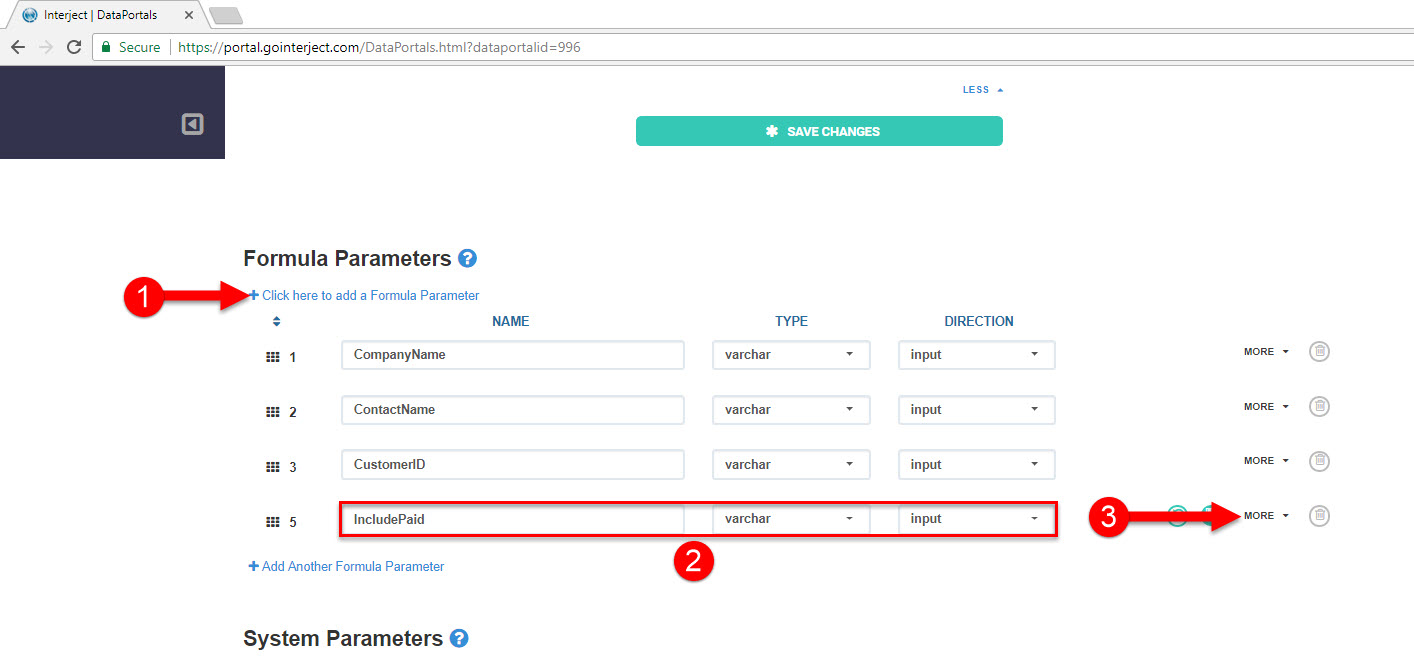 Interject | DataPortals
Secure https://portal.gointerject.com/DataPortals.html?dataportalid=996
LESS
SAVE CHANGES
Formula Parameters ?
1 Click here to add a Formula Parameter
NAME TYPE DIRECTION
1 CompanyName varchar input MORE
2 ContactName varchar input MORE
3 CustomerID varchar input MORE
5 IncludePaid varchar input 3 MORE
2
Add Another Formula Parameter
System Parameters ?